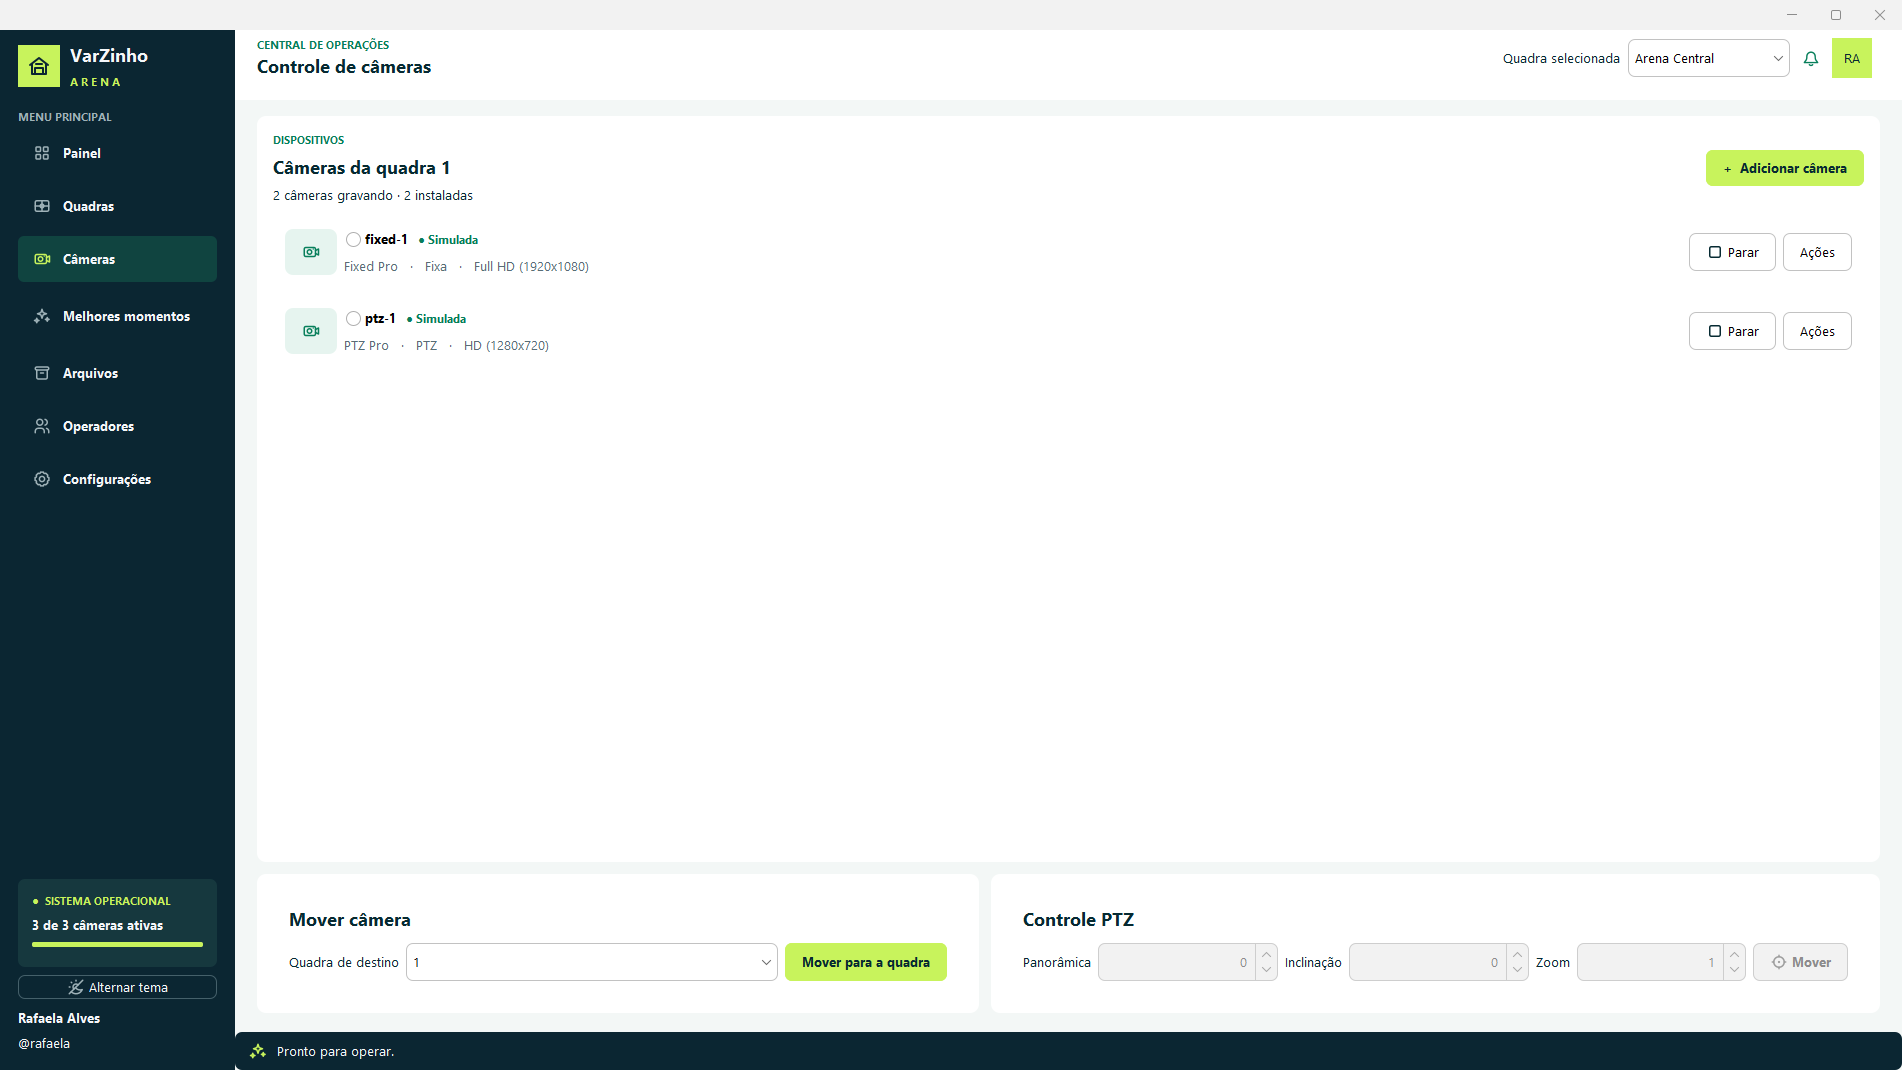 VarZinho
ARENA
MENU PRINCIPAL
Painel
Quadras
Câmeras
Melhores momentos
Arquivos
Operadores
Configurações
● SISTEMA OPERACIONAL
3 de 3 câmeras ativas
Alternar tema
Rafaela Alves
@rafaela
CENTRAL DE OPERAÇÕES
Controle de câmeras
Quadra selecionada Arena Central RA
DISPOSITIVOS
Câmeras da quadra 1
2 câmeras gravando · 2 instaladas
+ Adicionar câmera
fixed-1 ● Simulada
Fixed Pro · Fixa · Full HD (1920x1080)
Parar Ações
ptz-1 ● Simulada
PTZ Pro · PTZ · HD (1280x720)
Parar Ações
Mover câmera
Quadra de destino 1 Mover para a quadra
Controle PTZ
Panorâmica 0 Inclinação 0 Zoom 1 Mover
Pronto para operar.